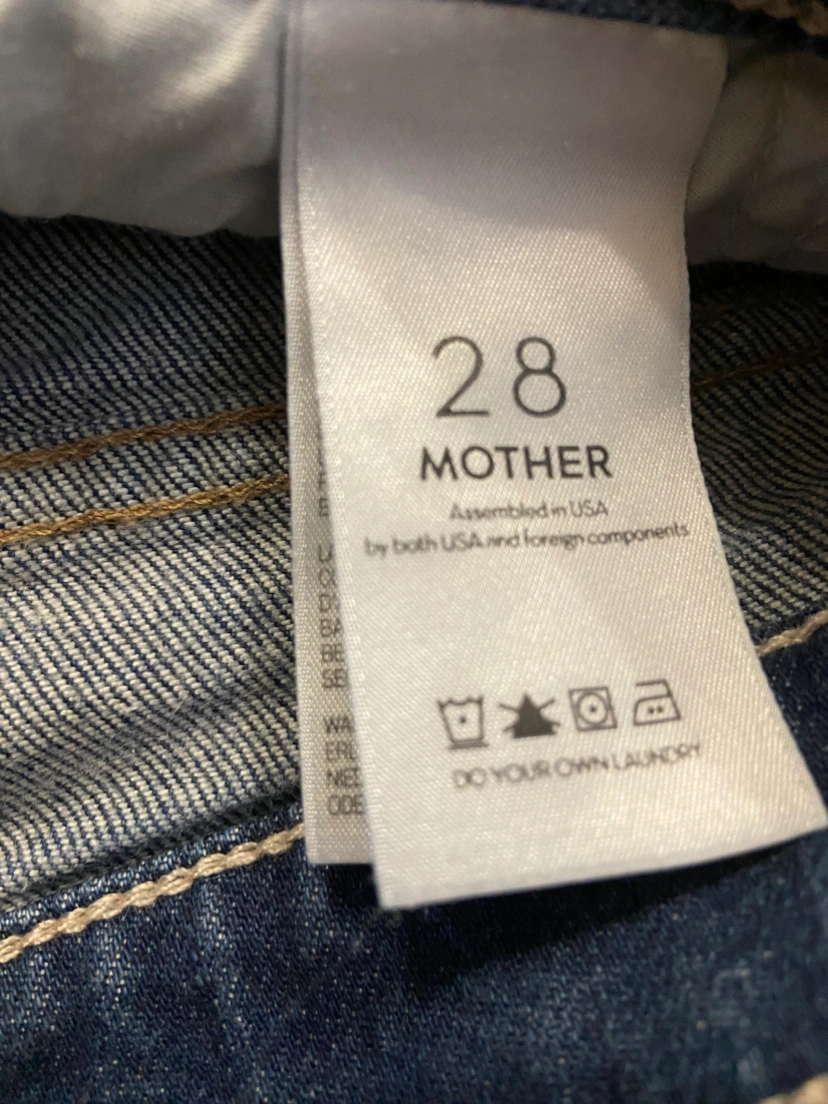 28
MOTHER
Assembled in USA
by both USA and foreign components
DO YOUR OWN LAUNDRY